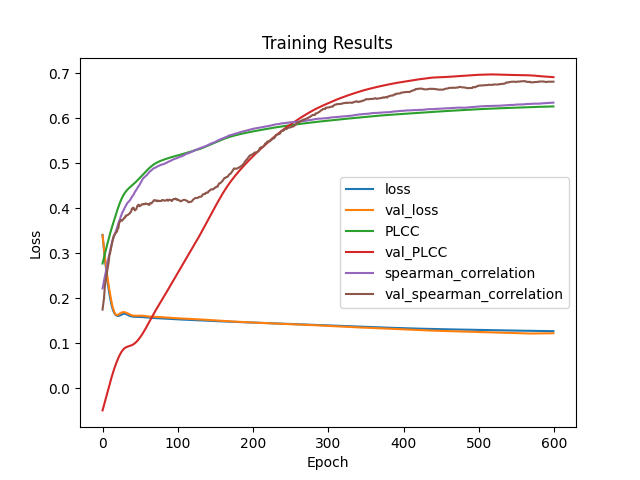 Training Results
Loss
0.7
0.6
0.5
0.4
0.3
0.2
0.1
0.0
loss
val_loss
PLCC
val_PLCC
spearman_correlation
val_spearman_correlation
0 100 200 300 400 500 600
Epoch